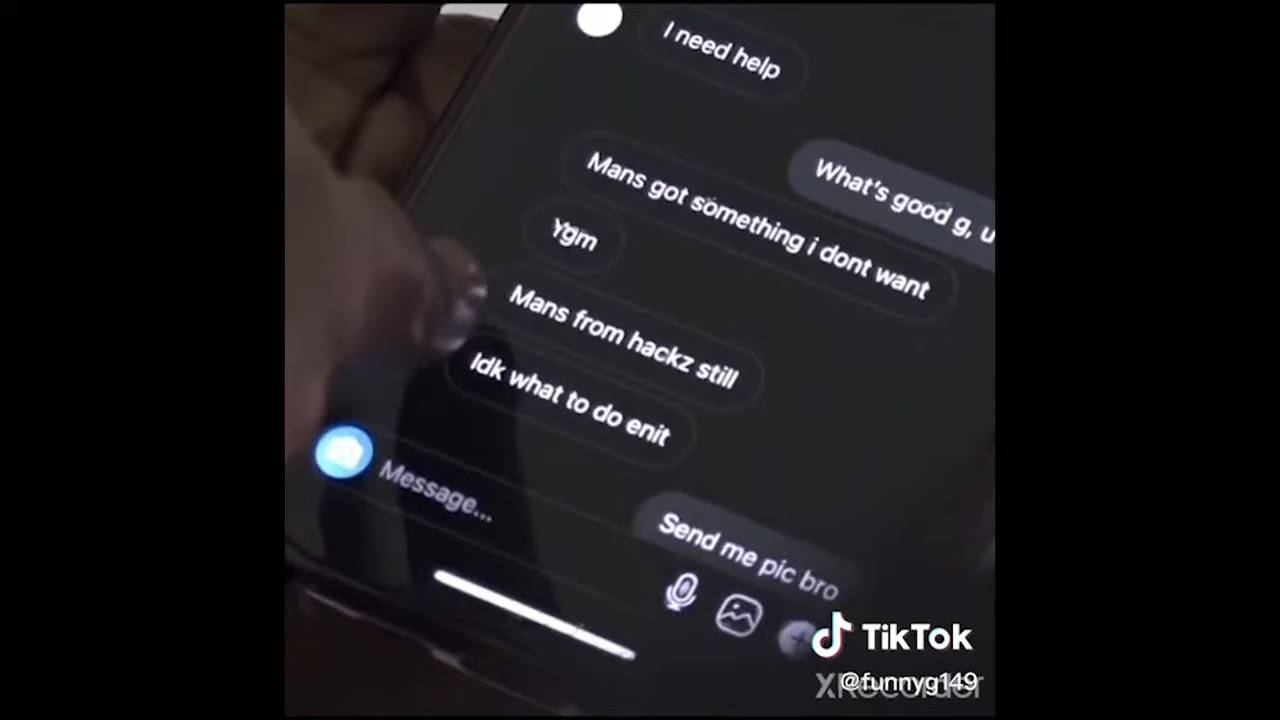 I need help
What's good g, u
Mans got something i dont want
Ygm
Mans from hackz still
Idk what to do enit
Send me pic bro
Message...
TikTok
@funnyg149
XRecorder